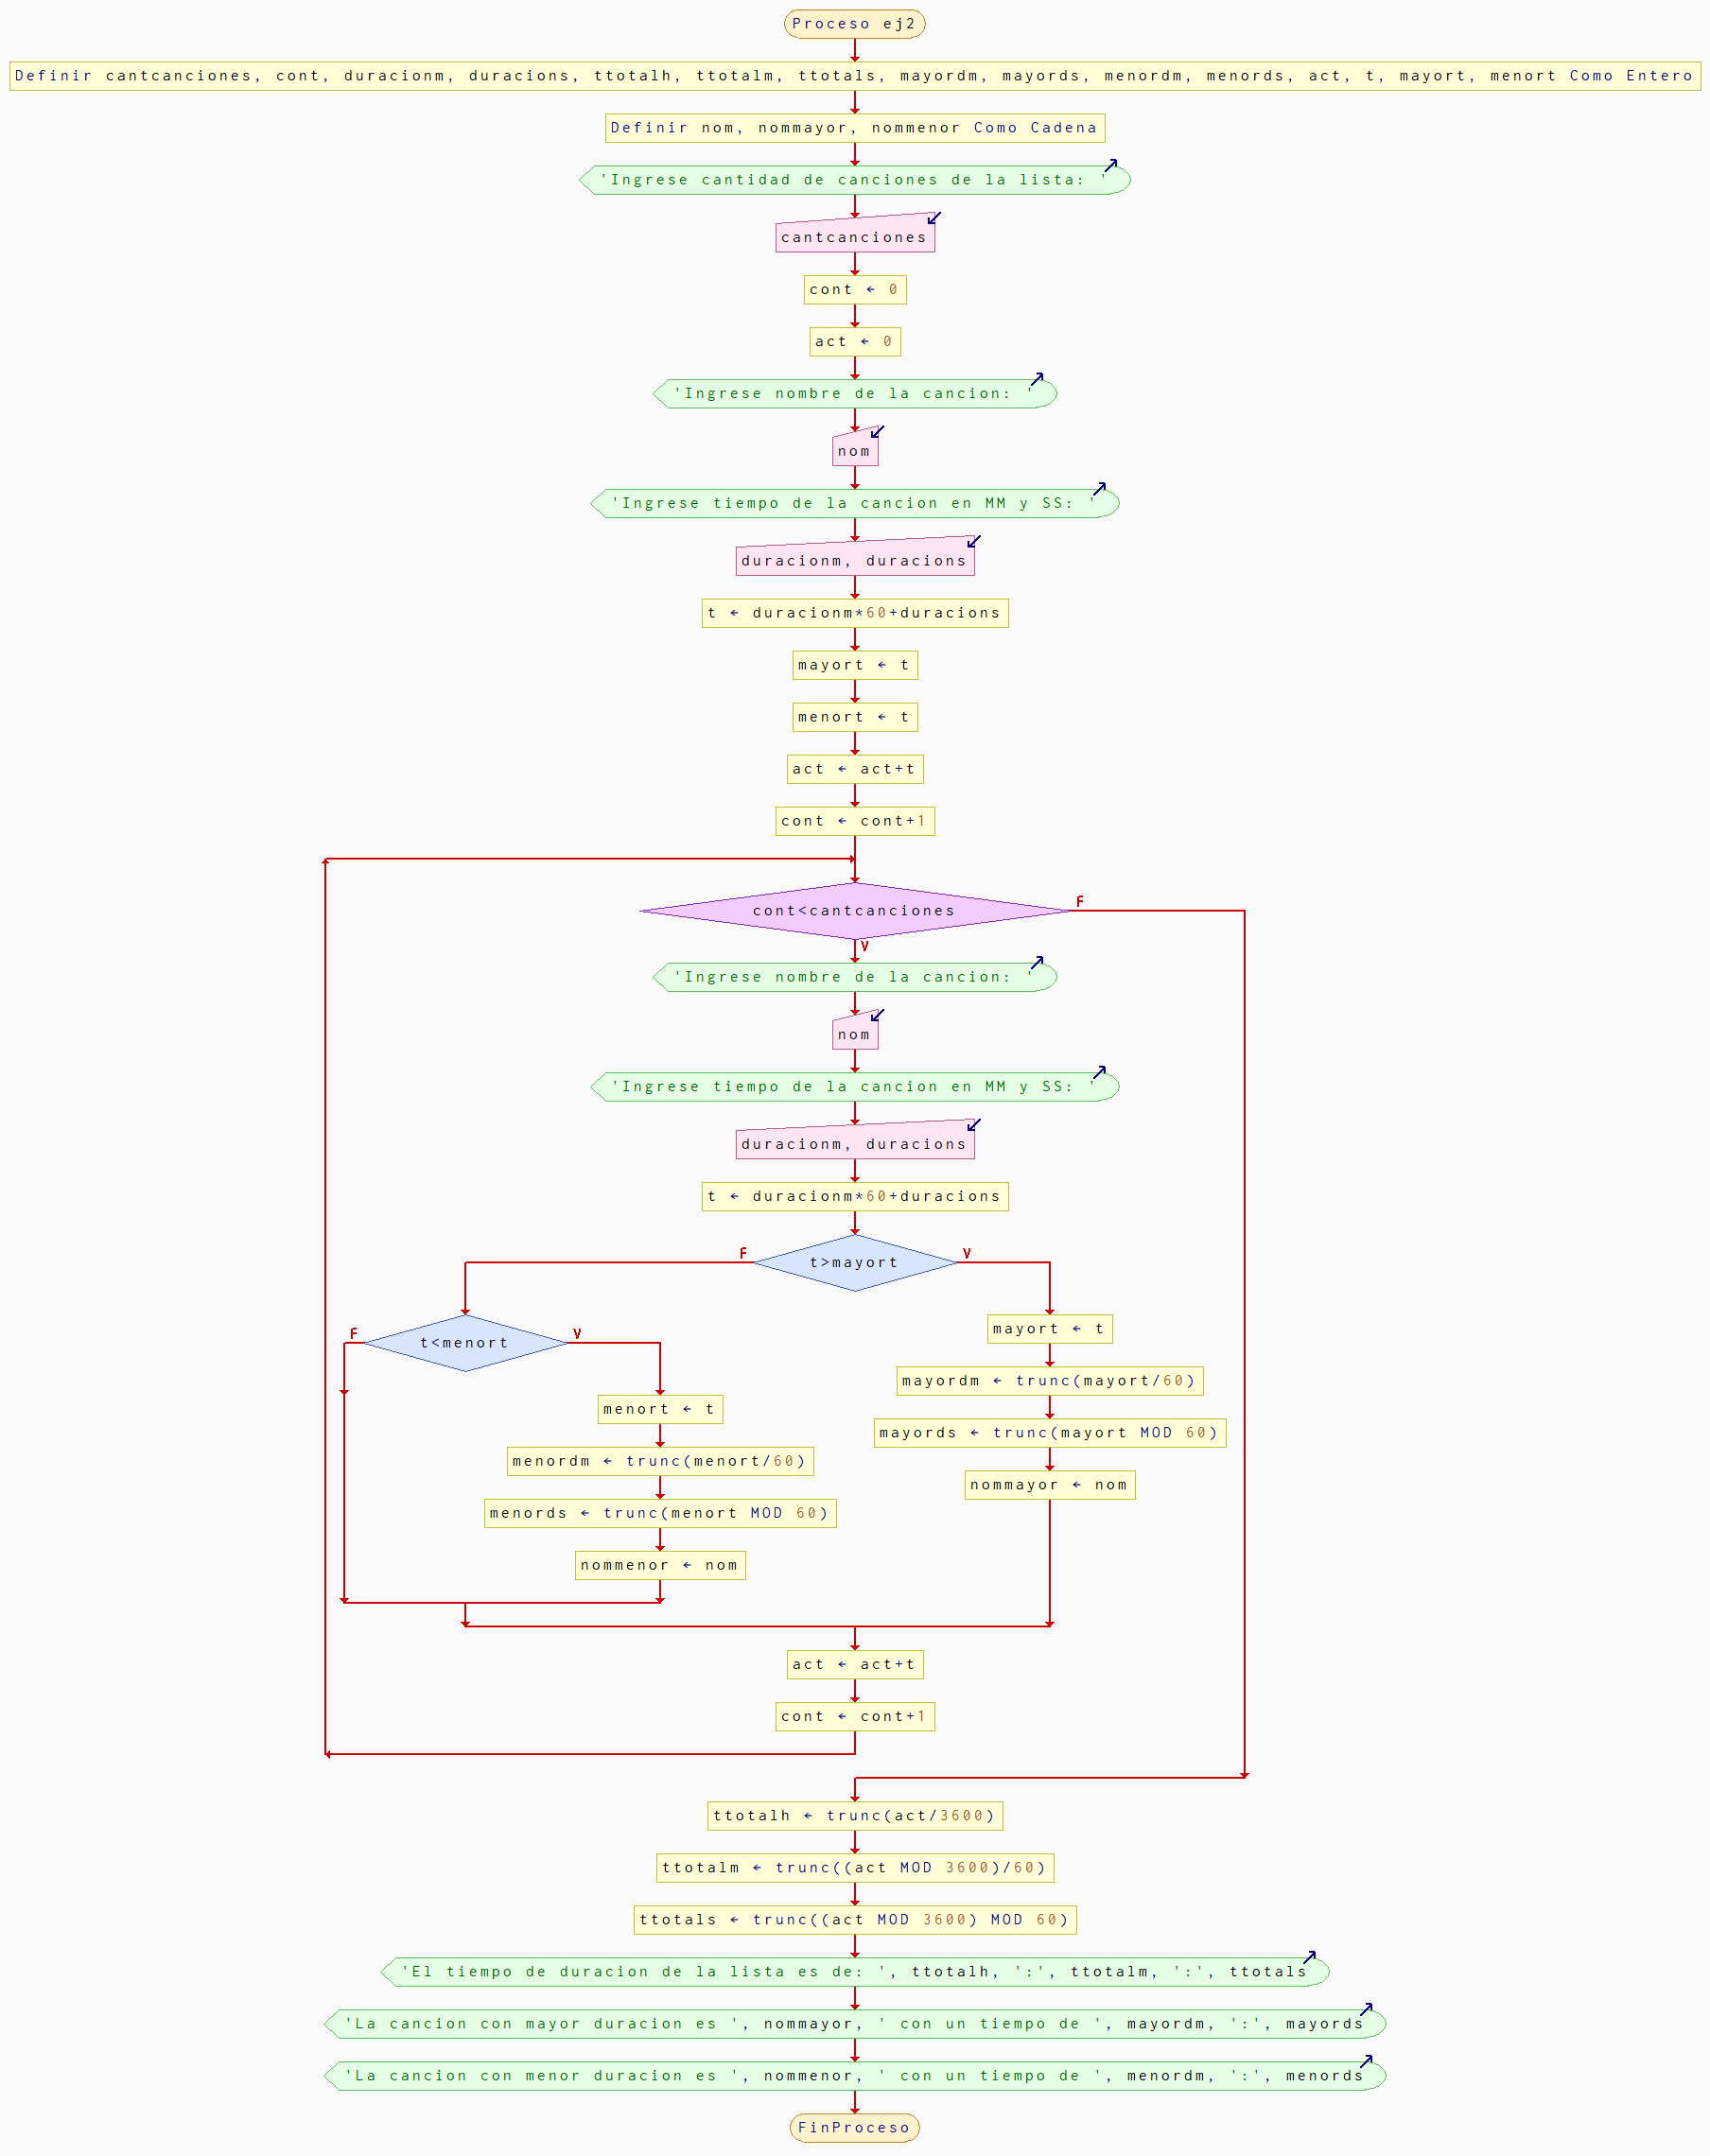 Proceso ej2
Definir cantcanciones, cont, duracionm, duracions, ttotalh, ttotalm, ttotals, mayordm, mayords, menordm, menords, act, t, mayort, menort Como Entero
Definir nom, nommayor, nommenor Como Cadena
'Ingrese cantidad de canciones de la lista: '
cantcanciones
cont ← 0
act ← 0
'Ingrese nombre de la cancion: '
nom
'Ingrese tiempo de la cancion en MM y SS: '
duracionm, duracions
t ← duracionm*60+duracions
mayort ← t
menort ← t
act ← act+t
cont ← cont+1
cont<cantcanciones
F
V
'Ingrese nombre de la cancion: '
nom
'Ingrese tiempo de la cancion en MM y SS: '
duracionm, duracions
t ← duracionm*60+duracions
t>mayort
F
V
t<menort
F
V
menort ← t
menordm ← trunc(menort/60)
menords ← trunc(menort MOD 60)
nommenor ← nom
mayort ← t
mayordm ← trunc(mayort/60)
mayords ← trunc(mayort MOD 60)
nommayor ← nom
act ← act+t
cont ← cont+1
ttotalh ← trunc(act/3600)
ttotalm ← trunc((act MOD 3600)/60)
ttotals ← trunc((act MOD 3600) MOD 60)
'El tiempo de duracion de la lista es de: ', ttotalh, ':', ttotalm, ':', ttotals
'La cancion con mayor duracion es ', nommayor, ' con un tiempo de ', mayordm, ':', mayords
'La cancion con menor duracion es ', nommenor, ' con un tiempo de ', menordm, ':', menords
FinProceso